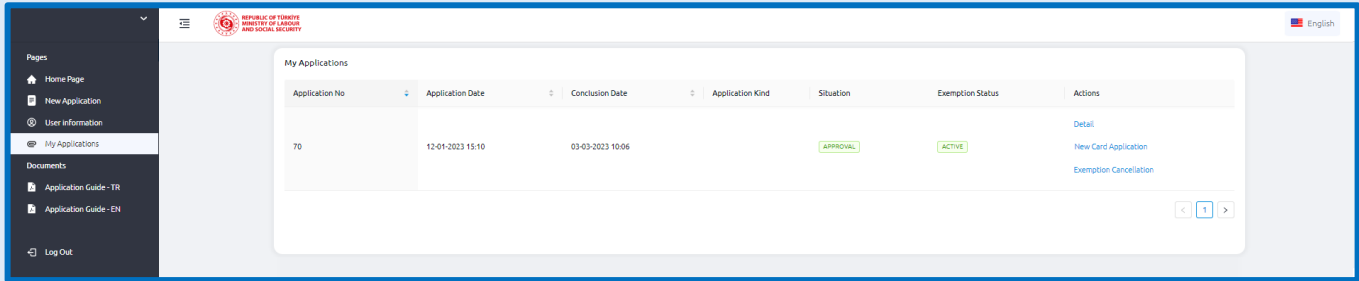 REPUBLIC OF TÜRKİYE
MINISTRY OF LABOUR
AND SOCIAL SECURITY
English
Pages
Home Page
New Application
User information
My Applications
Documents
Application Guide - TR
Application Guide - EN
Log Out
My Applications
Application No Application Date Conclusion Date Application Kind Situation Exemption Status Actions
70 12-01-2023 15:10 03-03-2023 10:06 APPROVAL ACTIVE
Detail
New Card Application
Exemption Cancellation
< 1 >